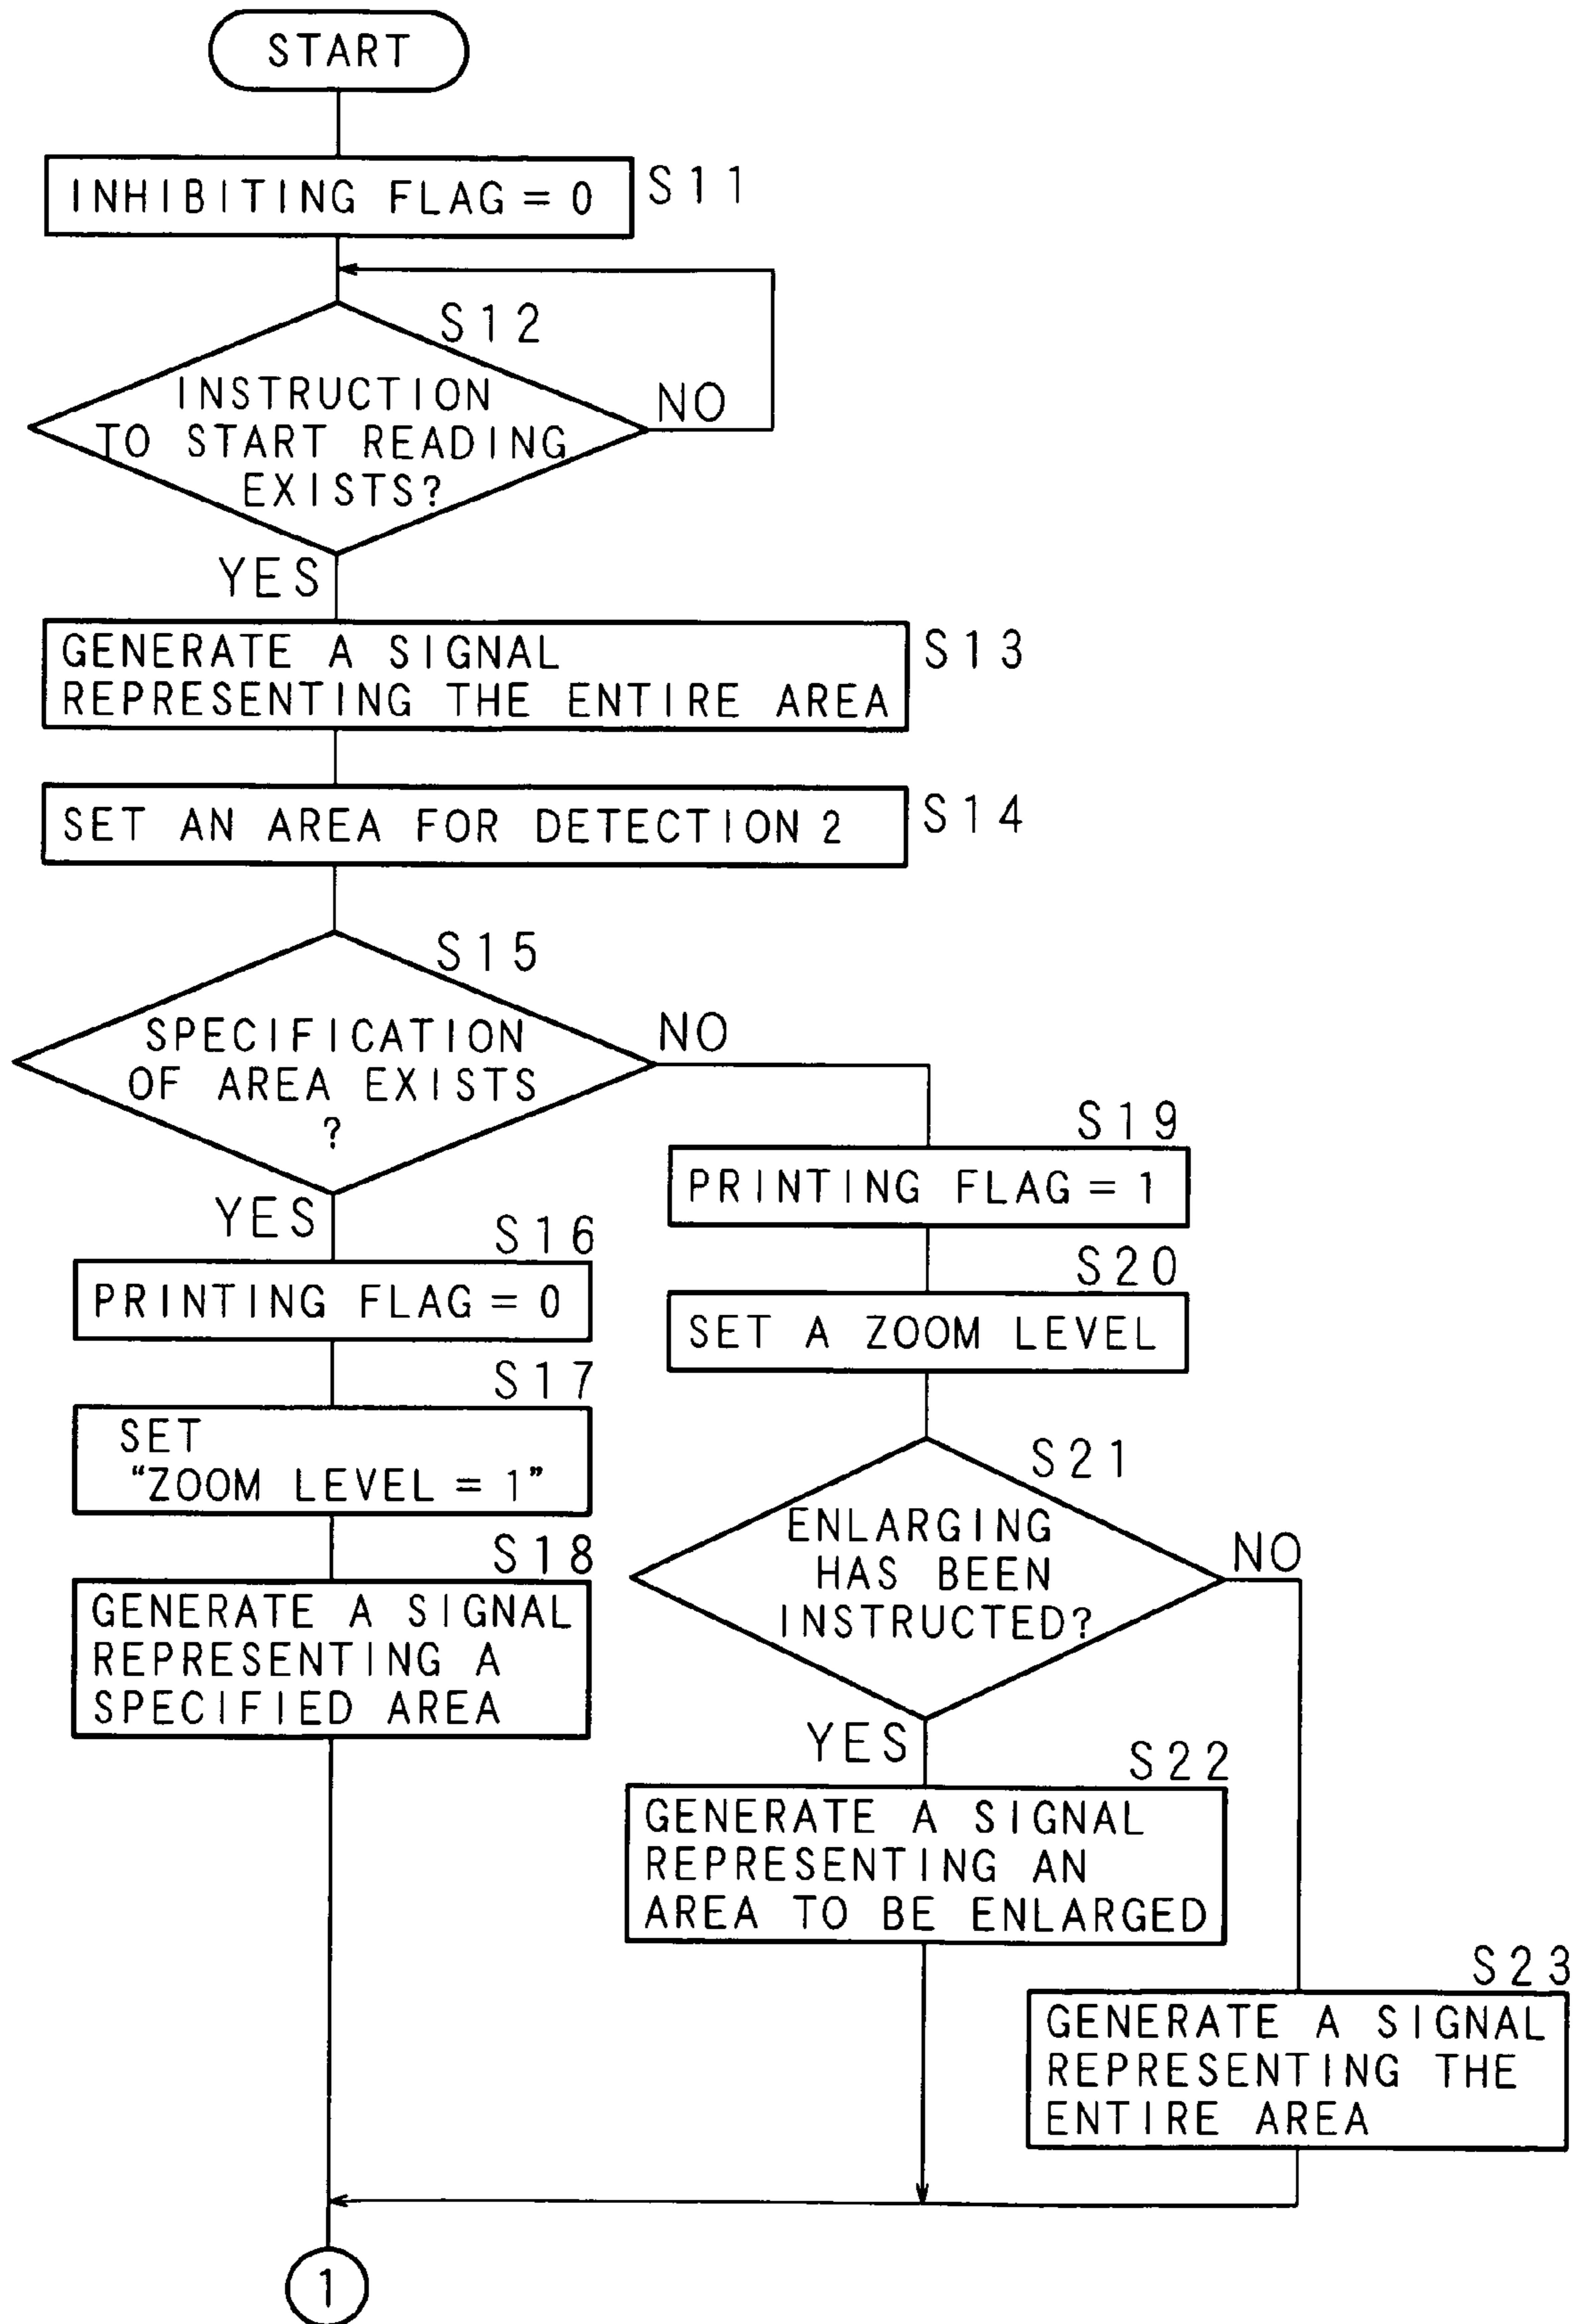 START
INHIBITING FLAG = 0
S11
S12
INSTRUCTION
TO START READING
EXISTS?
NO
YES
GENERATE A SIGNAL
REPRESENTING THE ENTIRE AREA
S13
SET AN AREA FOR DETECTION 2
S14
S15
SPECIFICATION
OF AREA EXISTS
?
NO
YES
S16
PRINTING FLAG = 0
S17
SET
“ZOOM LEVEL = 1”
S18
GENERATE A SIGNAL
REPRESENTING A
SPECIFIED AREA
S19
PRINTING FLAG = 1
S20
SET A ZOOM LEVEL
S21
ENLARGING
HAS BEEN
INSTRUCTED?
NO
YES
S22
GENERATE A SIGNAL
REPRESENTING AN
AREA TO BE ENLARGED
S23
GENERATE A SIGNAL
REPRESENTING THE
ENTIRE AREA
1